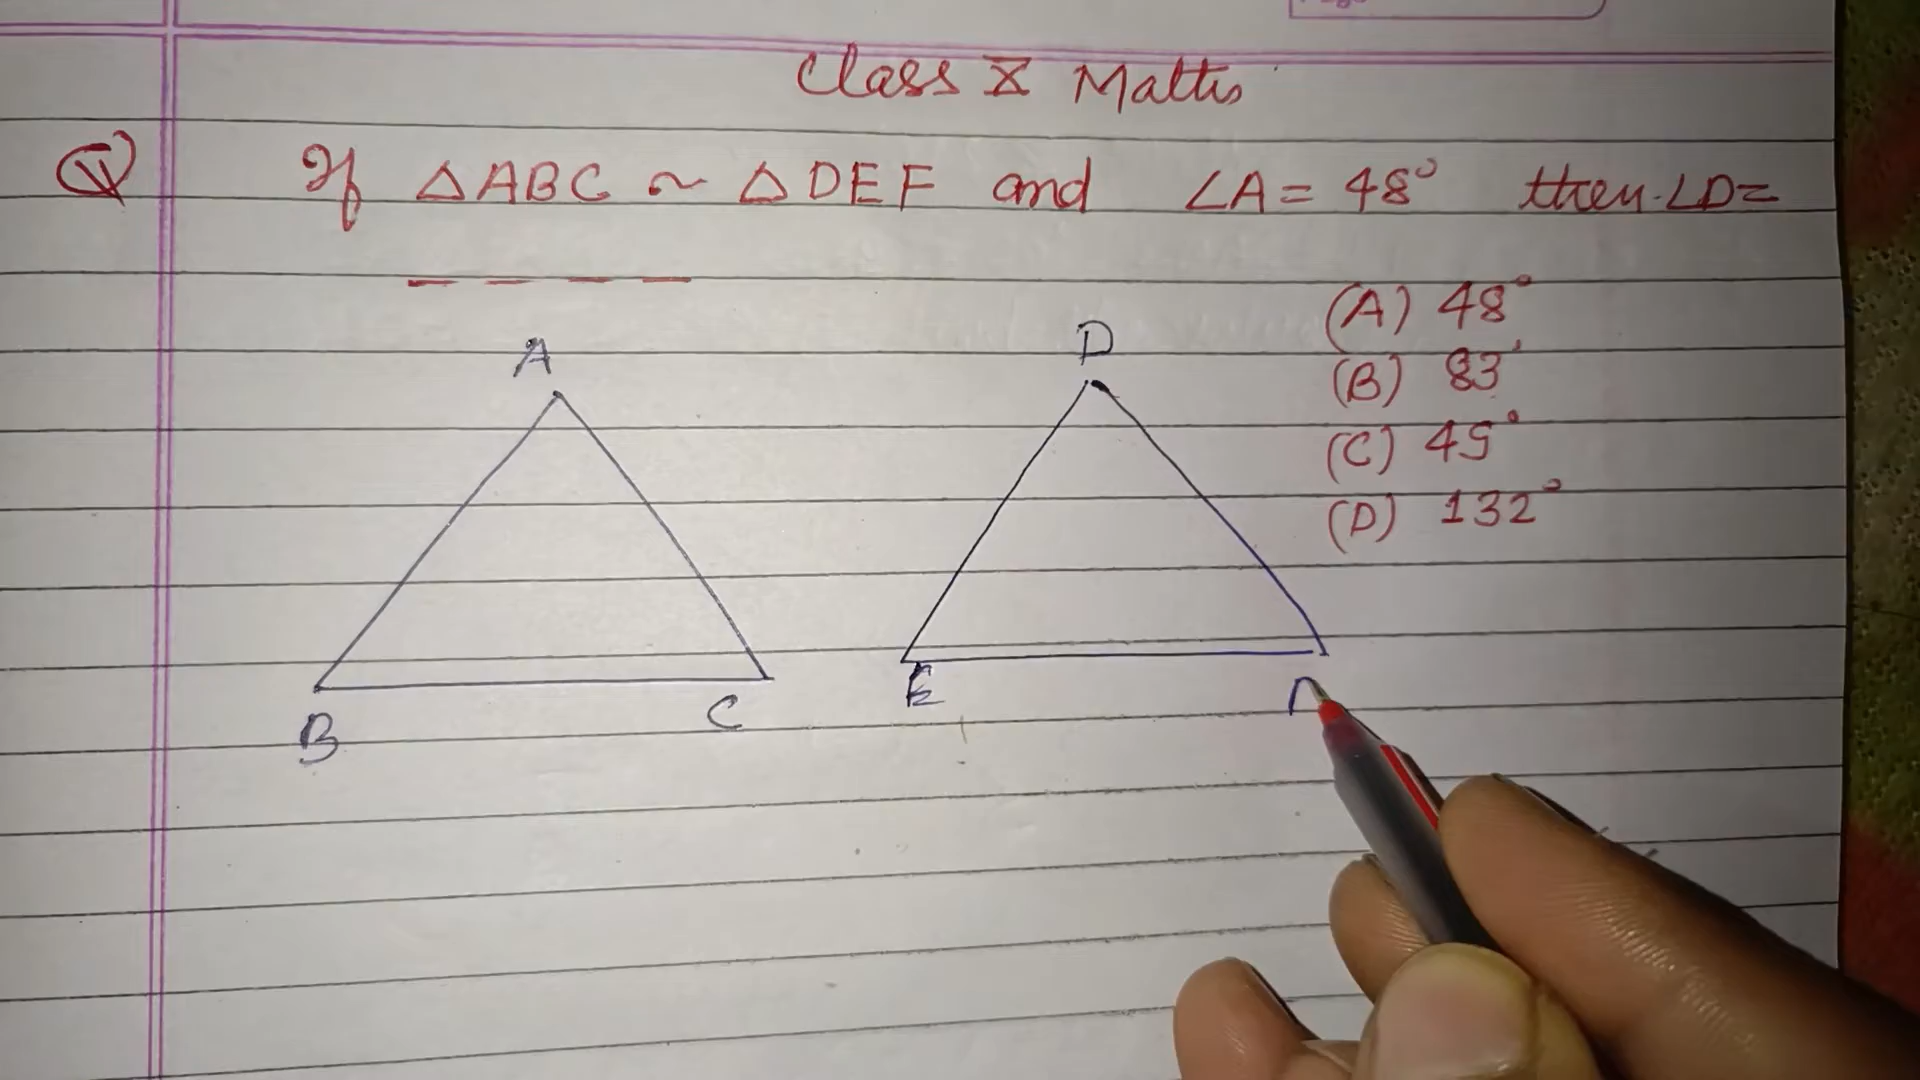 Class X Maths
Q If △ABC ~ △DEF and ∠A = 48° then ∠D =
_ _ _ _
(A) 48°
(B) 83°
(C) 45°
(D) 132°
A
D
B
C
E